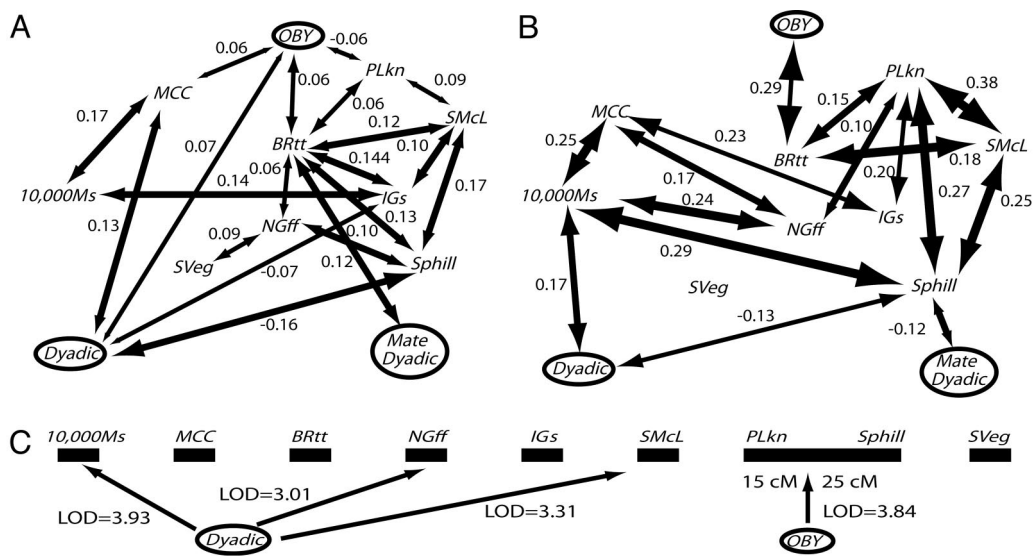 A
OBY
0.06
-0.06
0.06
PLkn
MCC
0.09
0.06
SMcL
0.17
0.12
0.07
BRtt
0.10
0.144
0.06
10,000Ms
0.14
IGs
0.17
0.13
0.13
NGff
0.10
0.09
SVeg
-0.07
0.12
Sphill
-0.16
Dyadic
Mate
Dyadic
B
OBY
PLkn
0.29
0.38
0.15
MCC
0.23
0.10
SMcL
0.25
BRtt
0.18
0.17
0.20
10,000Ms
0.24
IGs
0.27
0.25
NGff
0.29
0.17
SVeg
Sphill
-0.13
-0.12
Dyadic
Mate
Dyadic
C
10,000Ms MCC BRtt NGff IGs SMcL PLkn Sphill SVeg
15 cM 25 cM
LOD=3.01
LOD=3.93 LOD=3.31 LOD=3.84
Dyadic OBY